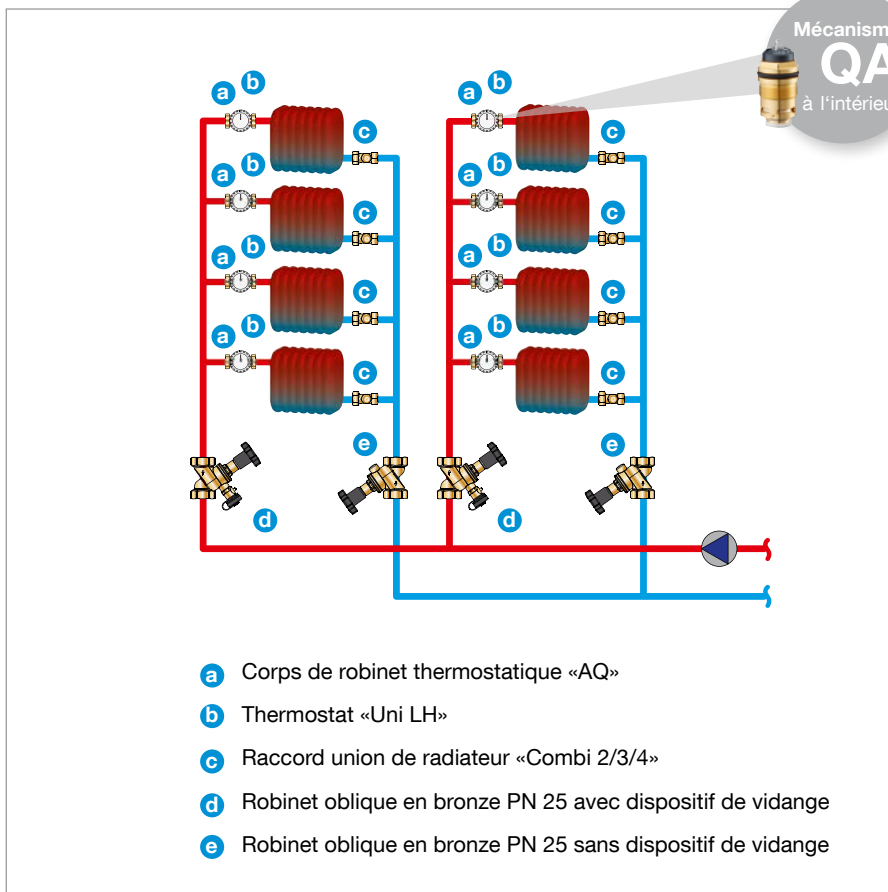 Mécanism
QA
à l'intérieu
a b a b
c c
a b a b
c c
a b a b
c c
a b a b
c c
e e
d d
a Corps de robinet thermostatique «AQ»
b Thermostat «Uni LH»
c Raccord union de radiateur «Combi 2/3/4»
d Robinet oblique en bronze PN 25 avec dispositif de vidange
e Robinet oblique en bronze PN 25 sans dispositif de vidange